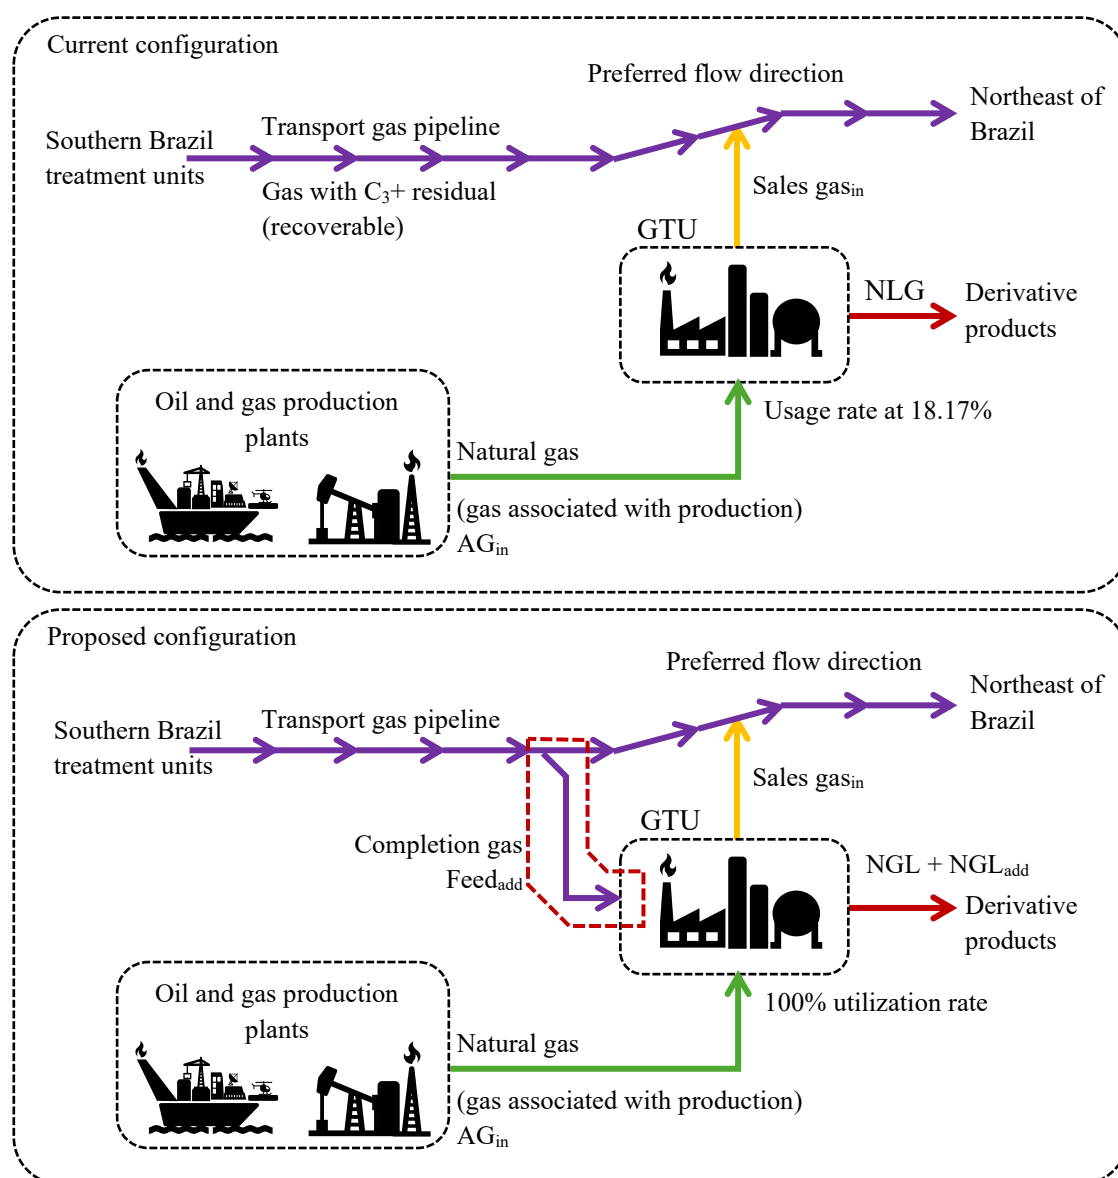 Current configuration
Preferred flow direction
Northeast of
Brazil
Southern Brazil
treatment units
Transport gas pipeline
Gas with C₃+ residual
(recoverable)
Sales gasᵢₙ
GTU
NLG
Derivative
products
Usage rate at 18.17%
Oil and gas production
plants
Natural gas
(gas associated with production)
AGᵢₙ
Proposed configuration
Preferred flow direction
Northeast of
Brazil
Southern Brazil
treatment units
Transport gas pipeline
Sales gasᵢₙ
GTU
Completion gas
Feedadd
NGL + NGLadd
Derivative
products
100% utilization rate
Oil and gas production
plants
Natural gas
(gas associated with production)
AGᵢₙ